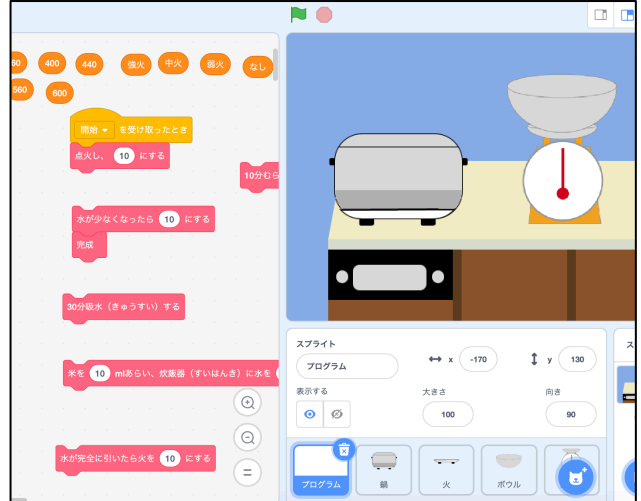 400 440 強火 中火 弱火 なし
560 600
開始 を受け取ったとき
点火し、 10 にする
10分むら
水が少なくなったら 10 にする
完成
30分吸水（きゅうすい）する
米を 10 mlあらい、炊飯器（すいはんき）に水を
水が完全に引いたら火を 10 にする
スプライト
プログラム
x -170
y 130
表示する
大きさ
向き
100
90
プログラム 鍋 火 ボウル